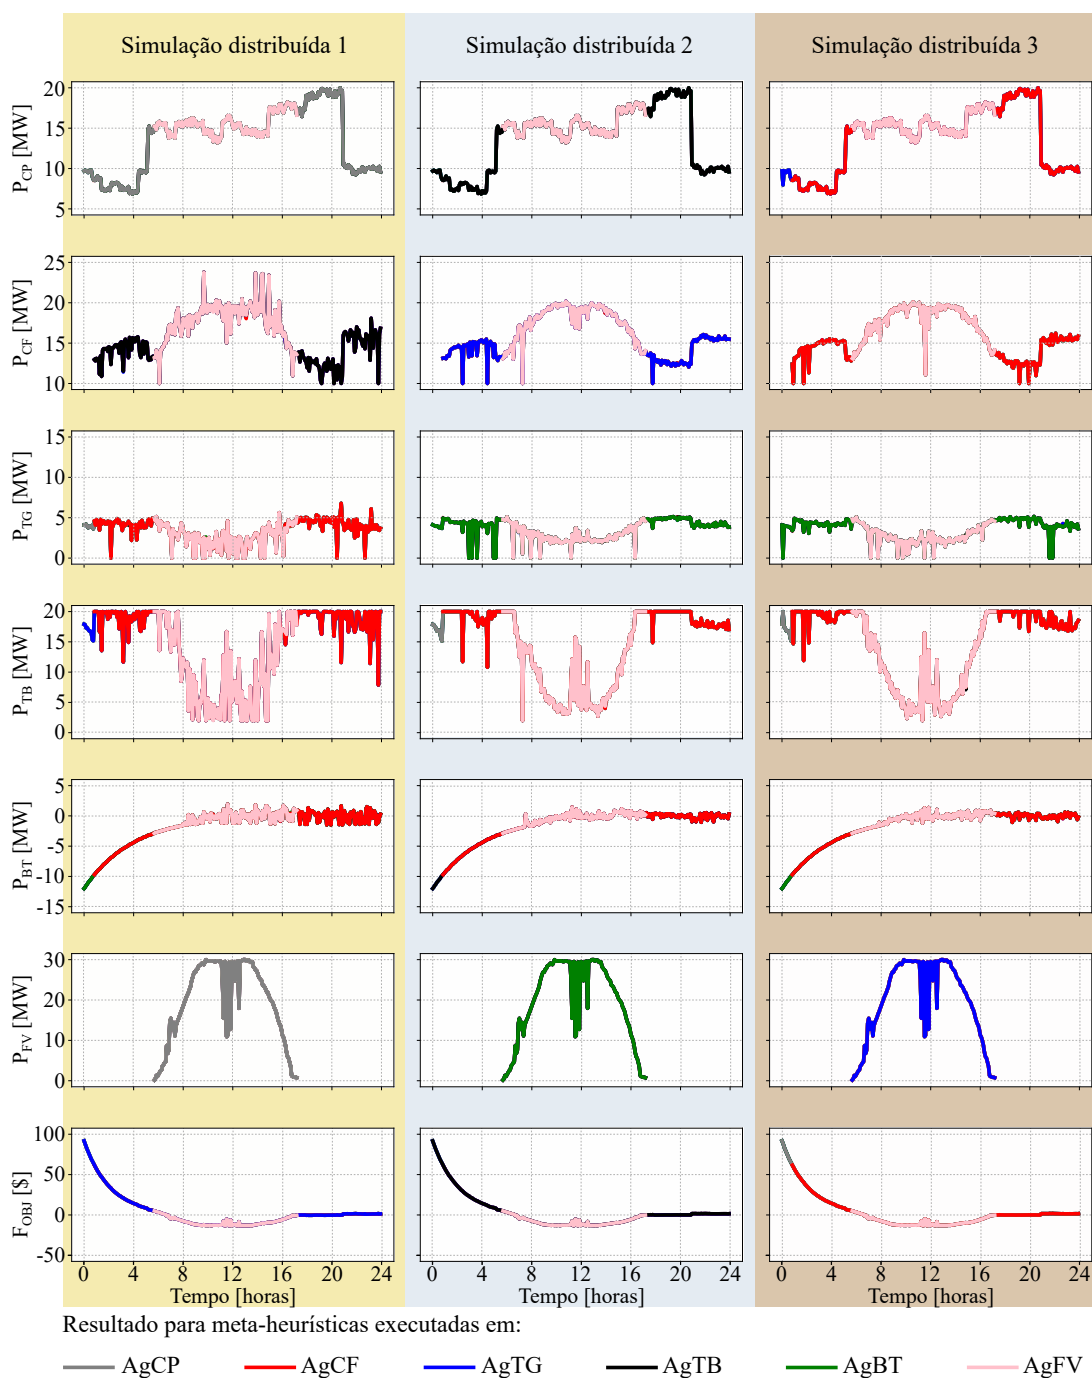 Simulação distribuída 1 Simulação distribuída 2 Simulação distribuída 3
P_CP [MW]
20
15
10
5
P_CF [MW]
25
20
15
10
P_TG [MW]
15
10
5
0
P_TB [MW]
20
15
10
5
0
P_BT [MW]
5
0
-5
-10
-15
P_FV [MW]
30
20
10
0
F_OBJ [$]
100
50
0
-50
0 4 8 12 16 20 24 0 4 8 12 16 20 24 0 4 8 12 16 20 24
Tempo [horas] Tempo [horas] Tempo [horas]
Resultado para meta-heurísticas executadas em:
AgCP AgCF AgTG AgTB AgBT AgFV